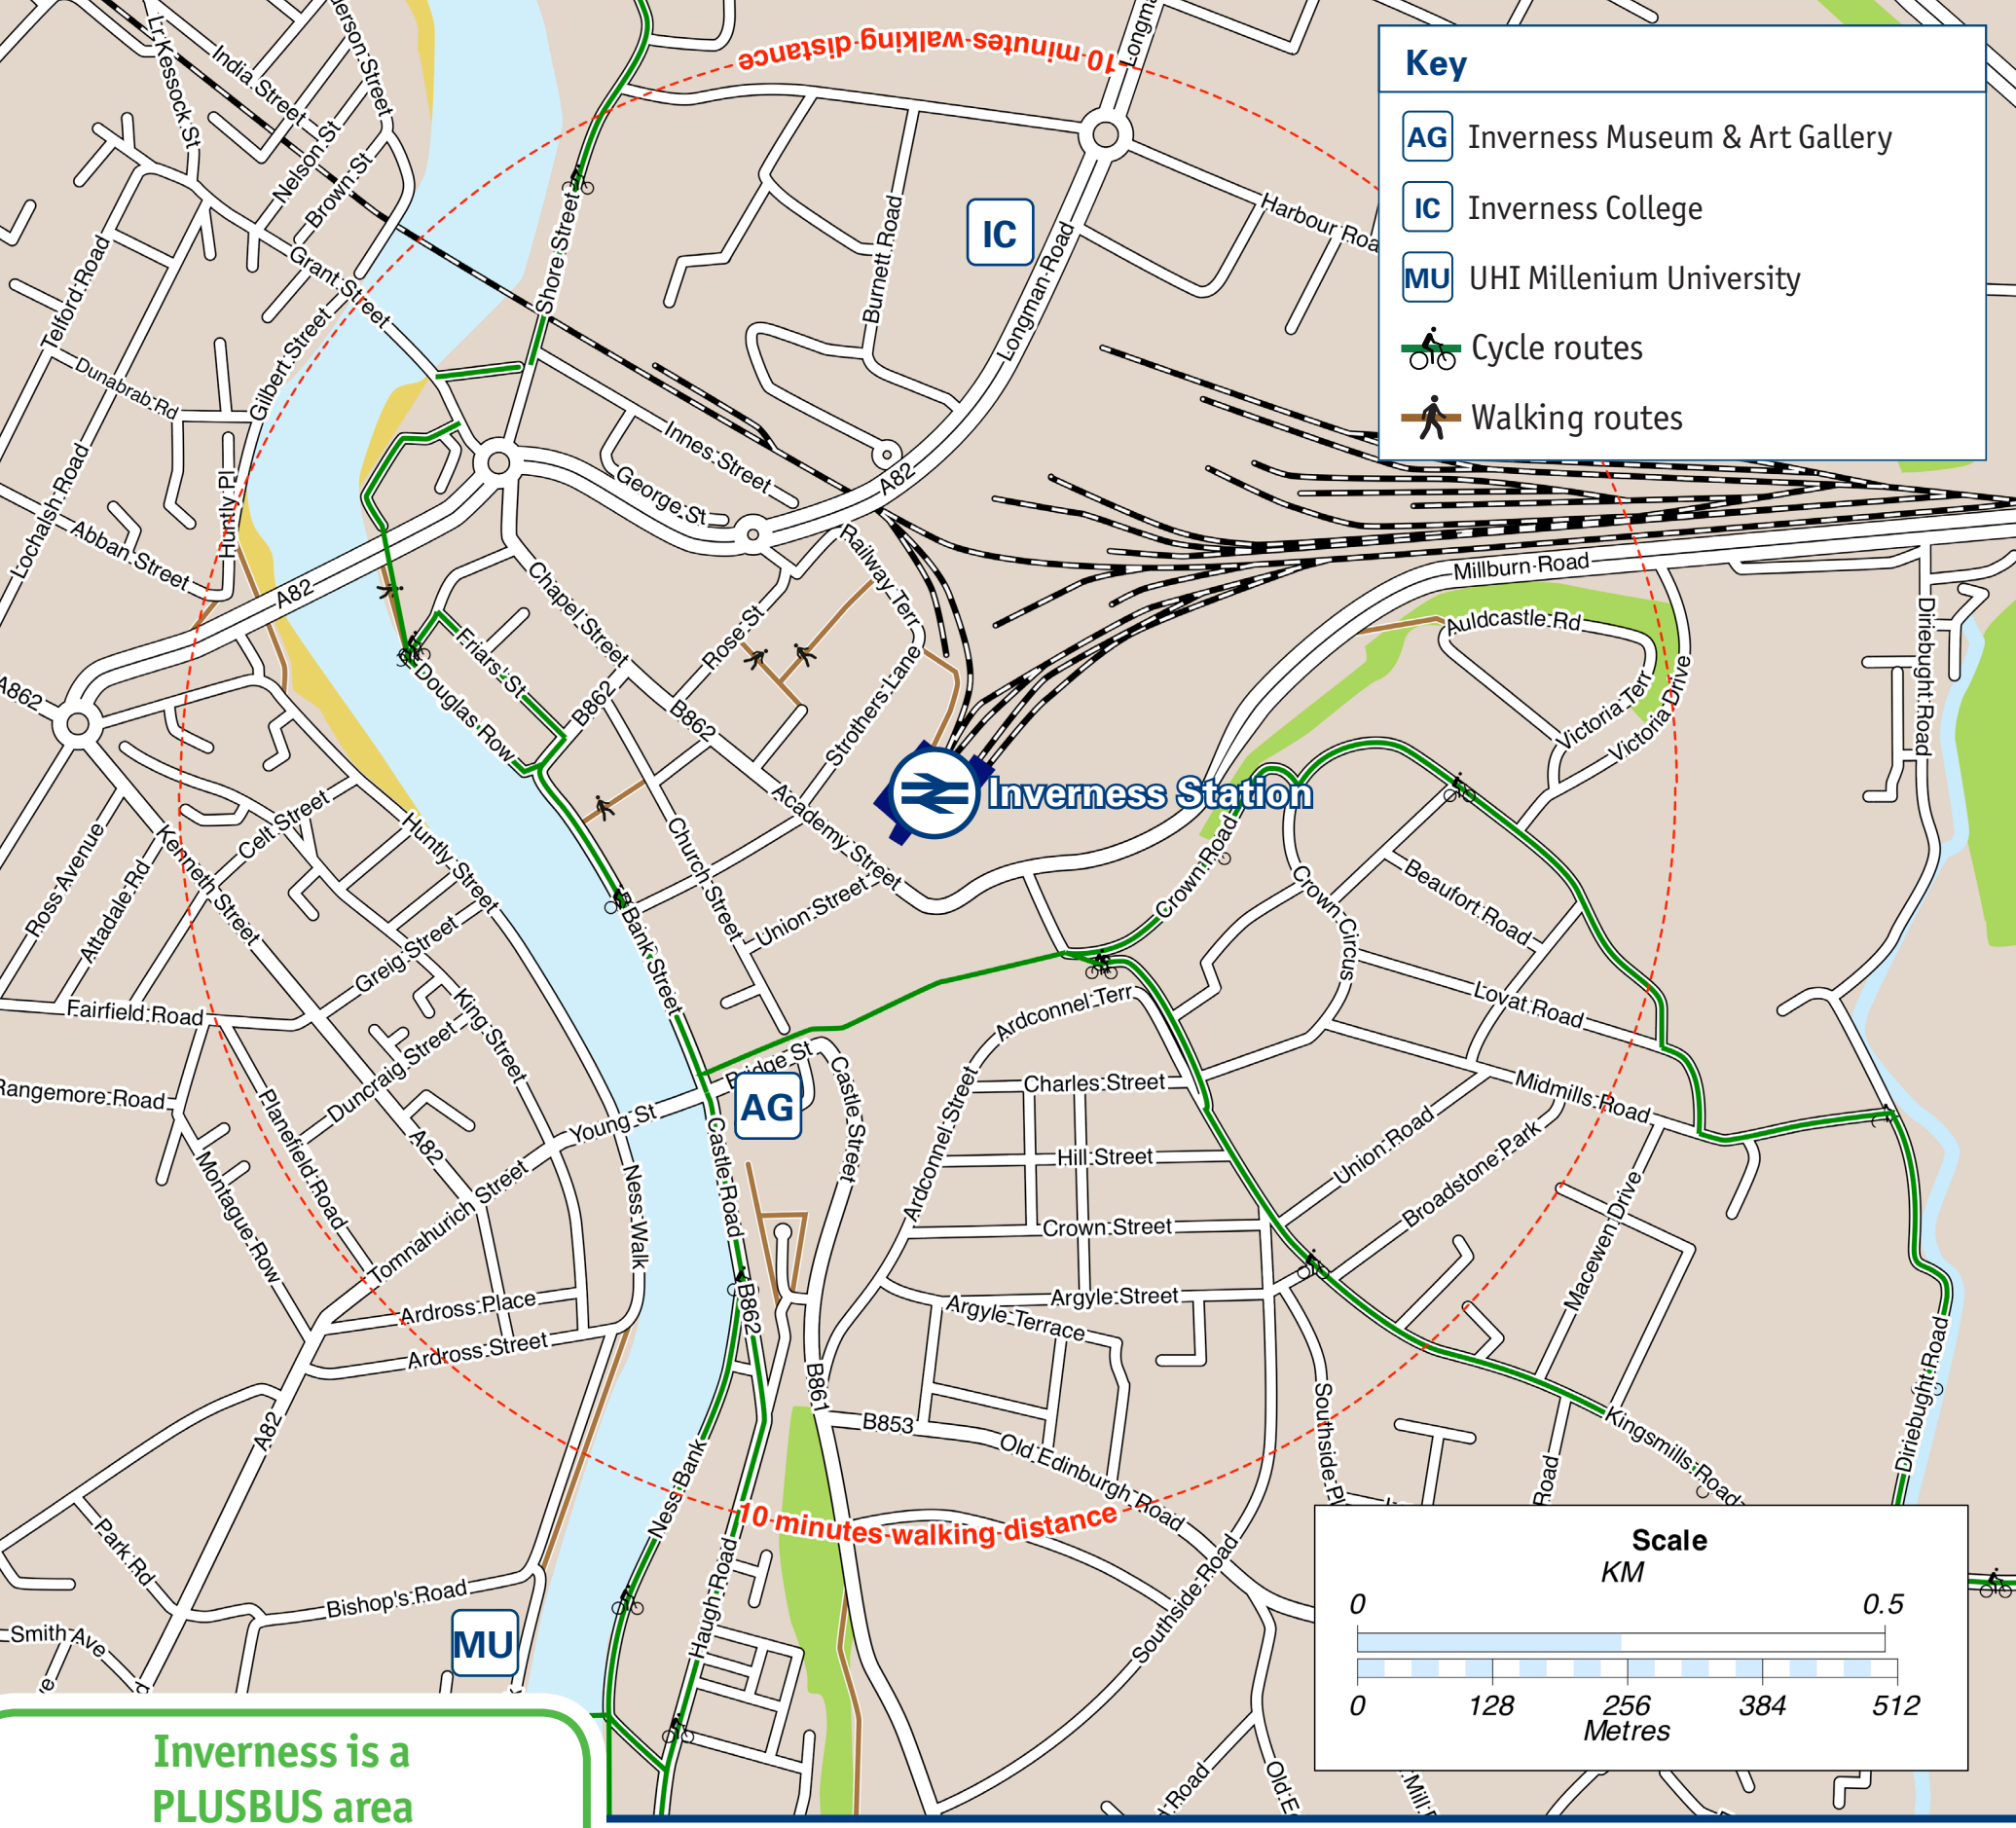 10 minutes walking distance
Key
AG Inverness Museum & Art Gallery
IC Inverness College
MU UHI Millenium University
Cycle routes
Walking routes
Lr Kessock St
India Street
Nelson St
Brown St
Grant Street
Telford Road
Gilbert Street
Dunabrab Rd
Lochalsh Road
Huntly Pl
Abban Street
A82
A862
Shore Street
Burnett Road
IC
Longman Road
Innes Street
George St
A82
Railway Terr
Chapel Street
Rose St
Friars' St
Douglas Row
B862
B862
Strothers Lane
Academy Street
Inverness Station
Millburn Road
Auldcastle Rd
Victoria Terr
Victoria Drive
Diriebught Road
Celt Street
Huntly Street
Ross Avenue
Attadale Rd
Kenneth Street
Church Street
Union Street
Crown Road
Crown Circus
Beaufort Road
Greig Street
Bank Street
Fairfield Road
King Street
Lovat Road
Ardconnel Terr
Duncraig Street
Bridge St
Castle Street
AG
Rangemore Road
Planefield Road
A82
Young St
Charles Street
Midmills Road
Ardconnel Street
Union Road
Broadstone Park
Hill Street
Castle Road
Montague Row
Tomnahurich Street
Ness Walk
Crown Street
Macewen Drive
Ardross Place
B862
Argyle Street
Argyle Terrace
Ardross Street
B861
Southside Pl
Diriebught Road
A82
B853
Old Edinburgh Road
Kingsmills Road
Road
Ness Bank
10 minutes walking distance
Park Rd
Haugh Road
Southside Road
Bishop's Road
Smith Ave
MU
Scale
KM
0 0.5
0 128 256 384 512
Metres
Road
Inverness is a
PLUSBUS area